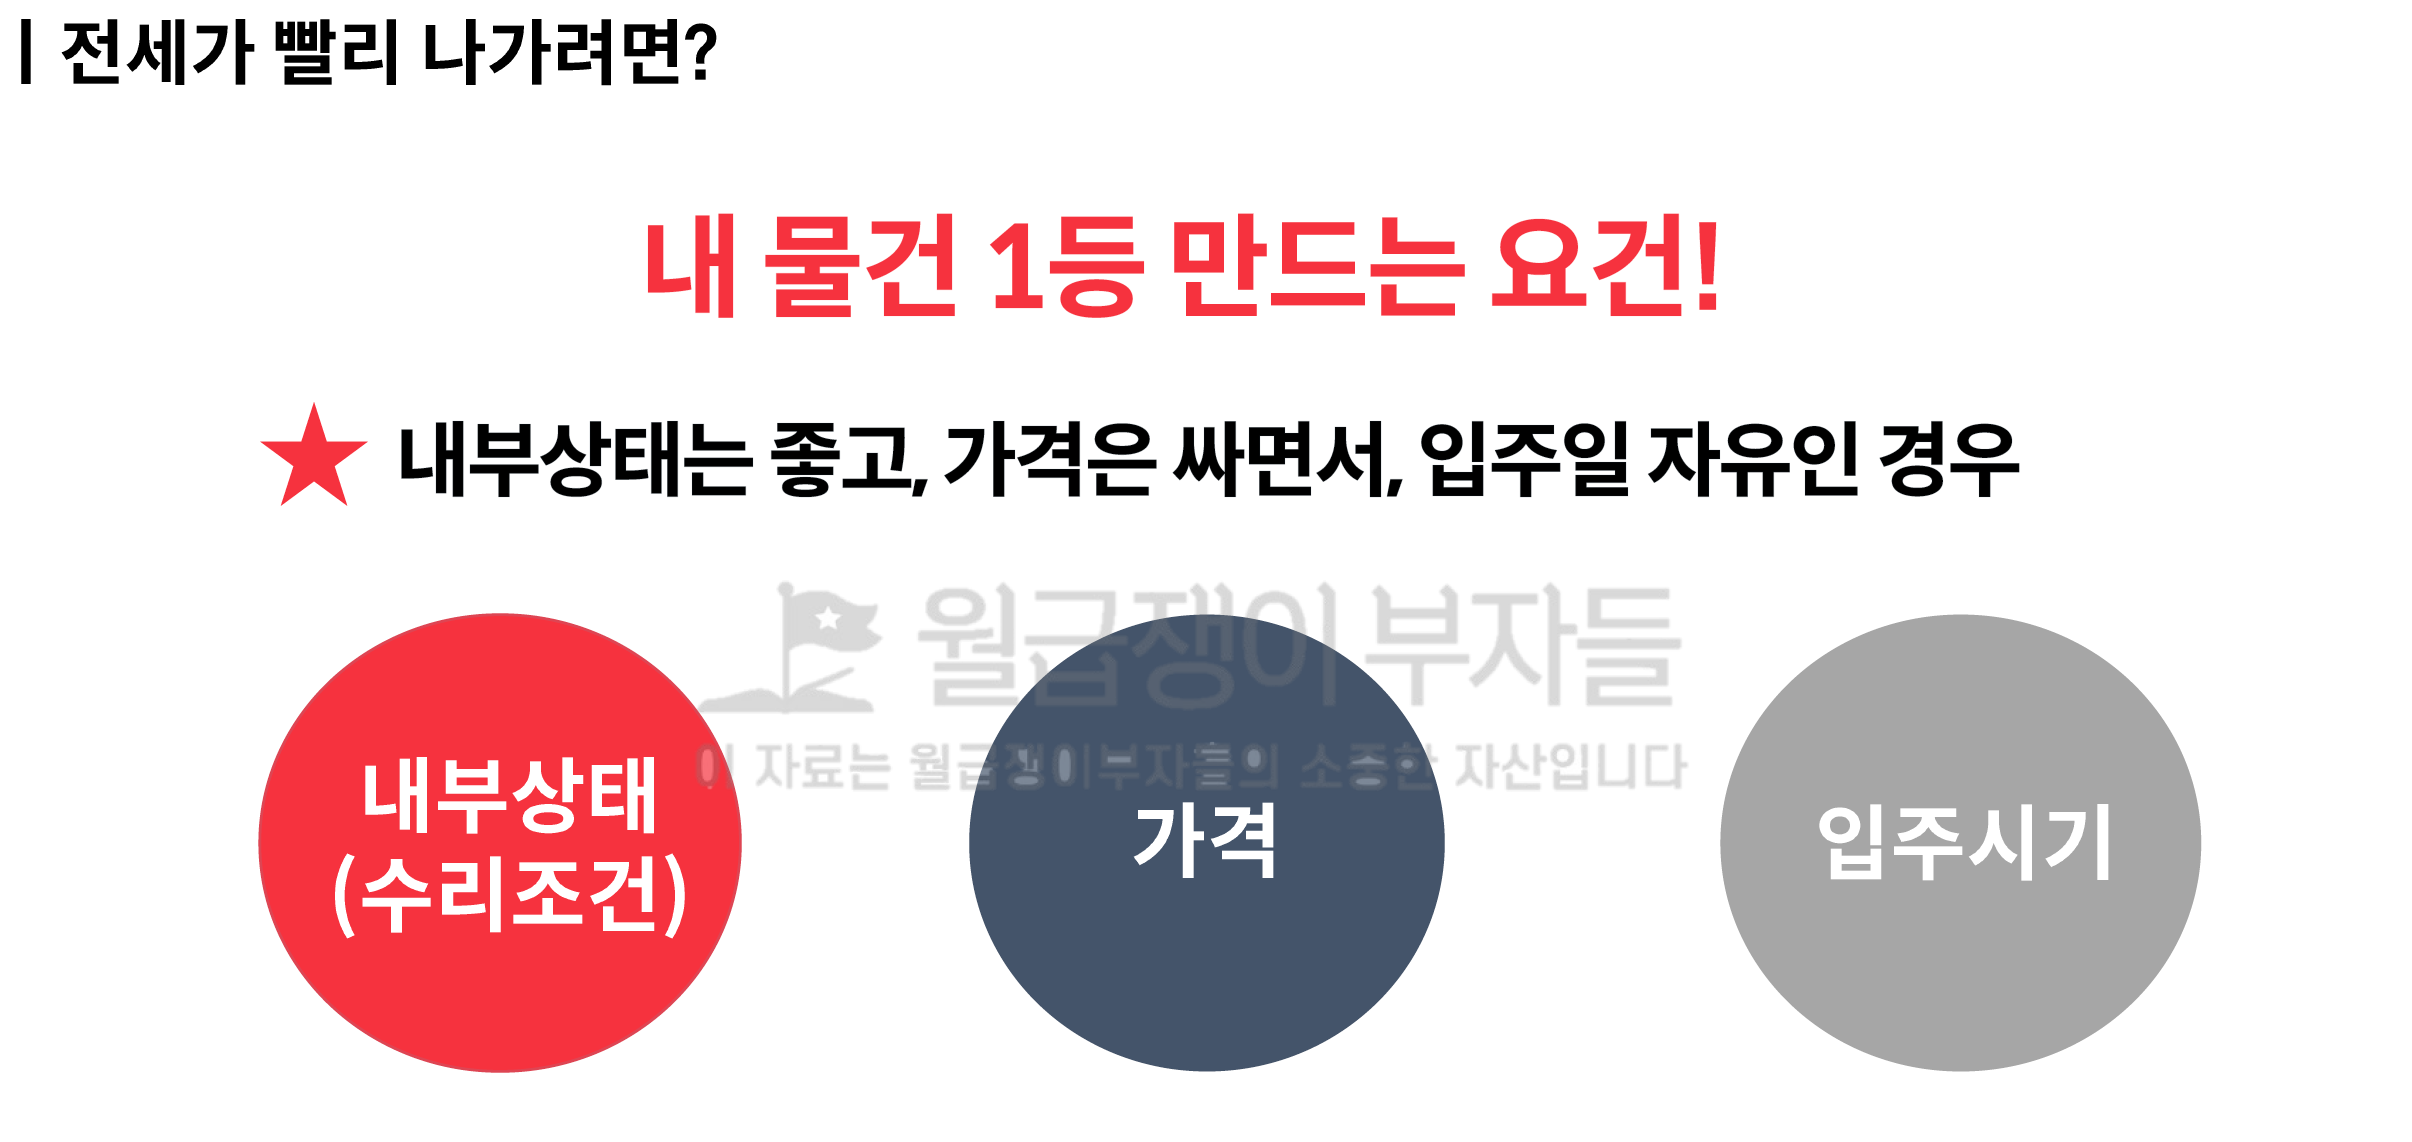 | 전세가 빨리 나가려면?
내 물건 1등 만드는 요건!
★ 내부상태는 좋고, 가격은 싸면서, 입주일 자유인 경우
월급쟁이 부자들
이 자료는 월급쟁이부자들의 소중한 자산입니다
내부상태
(수리조건)
가격
입주시기